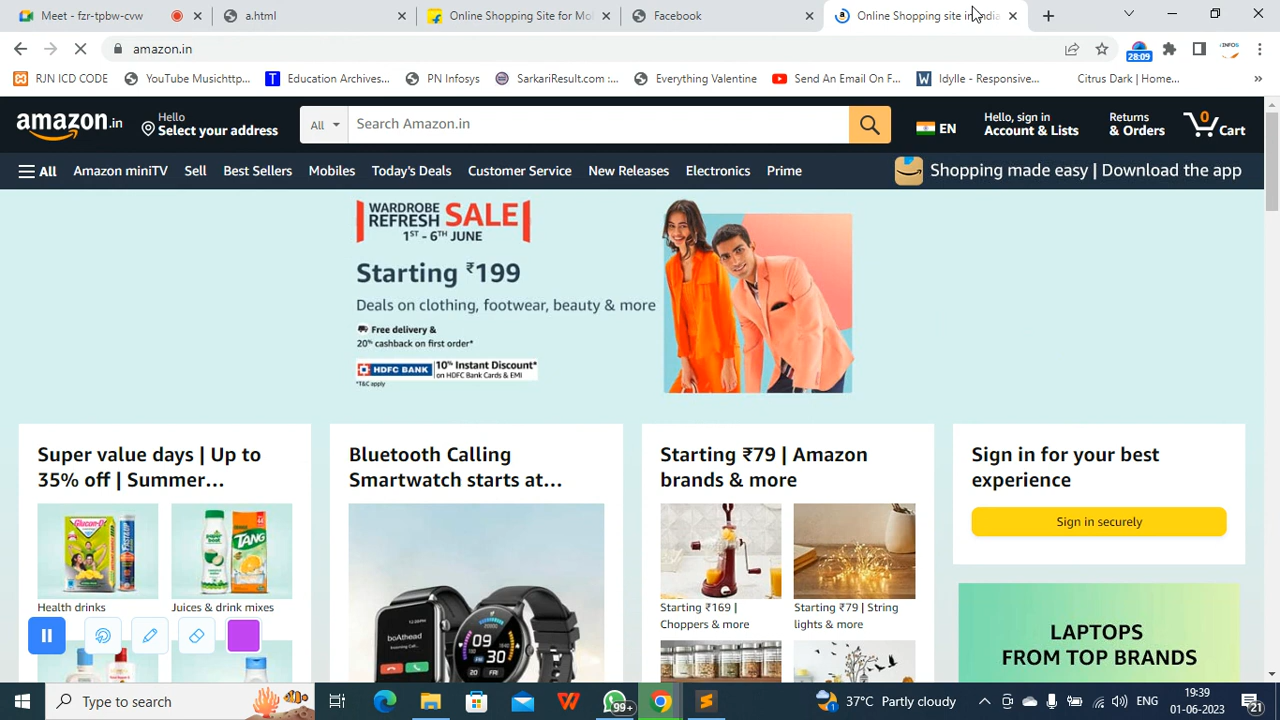 Meet - fzr-tpbw-cvw
a.html
Online Shopping Site for Mo
Facebook
Online Shopping site in India
amazon.in
28:09
RJN ICD CODE
YouTube Musichttp...
Education Archives...
PN Infosys
SarkariResult.com :...
Everything Valentine
Send An Email On F...
Idylle - Responsive...
Citrus Dark | Home...
amazon.in
Hello
Select your address
All
Search Amazon.in
EN
Hello, sign in
Account & Lists
Returns
& Orders
0
Cart
All
Amazon miniTV
Sell
Best Sellers
Mobiles
Today's Deals
Customer Service
New Releases
Electronics
Prime
Shopping made easy | Download the app
WARDROBE
REFRESH SALE
1ST - 6TH JUNE
Starting ₹199
Deals on clothing, footwear, beauty & more
Free delivery &
20% cashback on first order*
HDFC BANK
10% Instant Discount*
on HDFC Bank Cards & EMI
*T&C apply
Super value days | Up to
35% off | Summer...
Bluetooth Calling
Smartwatch starts at...
Starting ₹79 | Amazon
brands & more
Sign in for your best
experience
Sign in securely
TANG
Health drinks
Juices & drink mixes
boAthead
Incoming Call...
09
30
Starting ₹169 |
Choppers & more
Starting ₹79 | String
lights & more
LAPTOPS
FROM TOP BRANDS
Type to search
99+
37°C Partly cloudy
ENG
19:39
01-06-2023
21